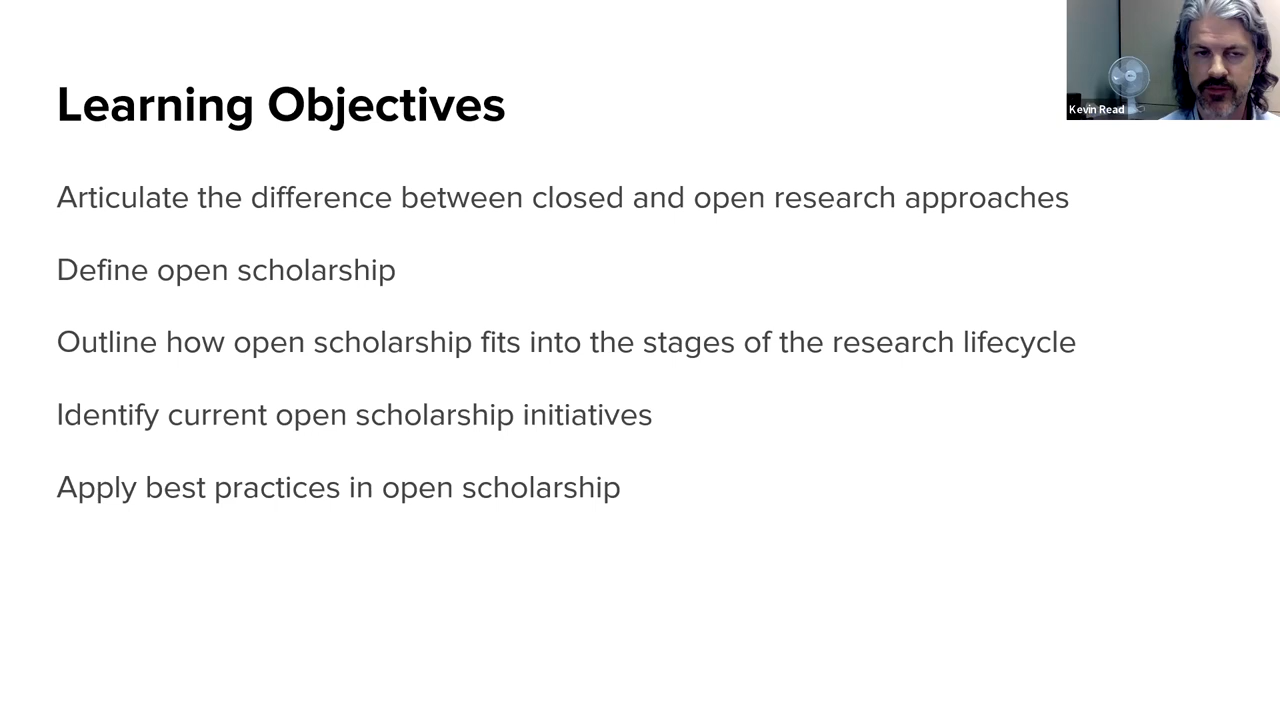 Learning Objectives
Kevin Read
Articulate the difference between closed and open research approaches
Define open scholarship
Outline how open scholarship fits into the stages of the research lifecycle
Identify current open scholarship initiatives
Apply best practices in open scholarship